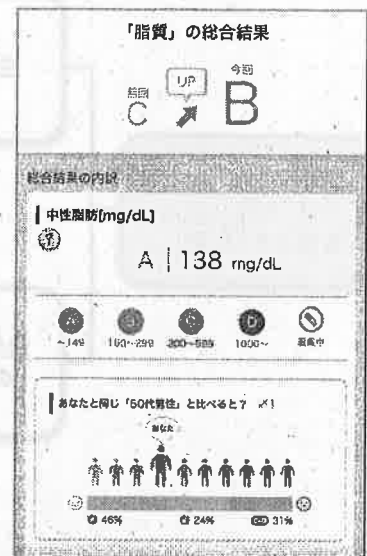 「脂質」の総合結果
前回
C
UP
今回
B
総合結果の内訳
中性脂肪[mg/dL]
A 138 mg/dL
A B C D
~149 150~299 1000~ 服薬中
あなたと同じ「50代男性」と比べると？ ※1
あなた
46% 24% C・D 31%